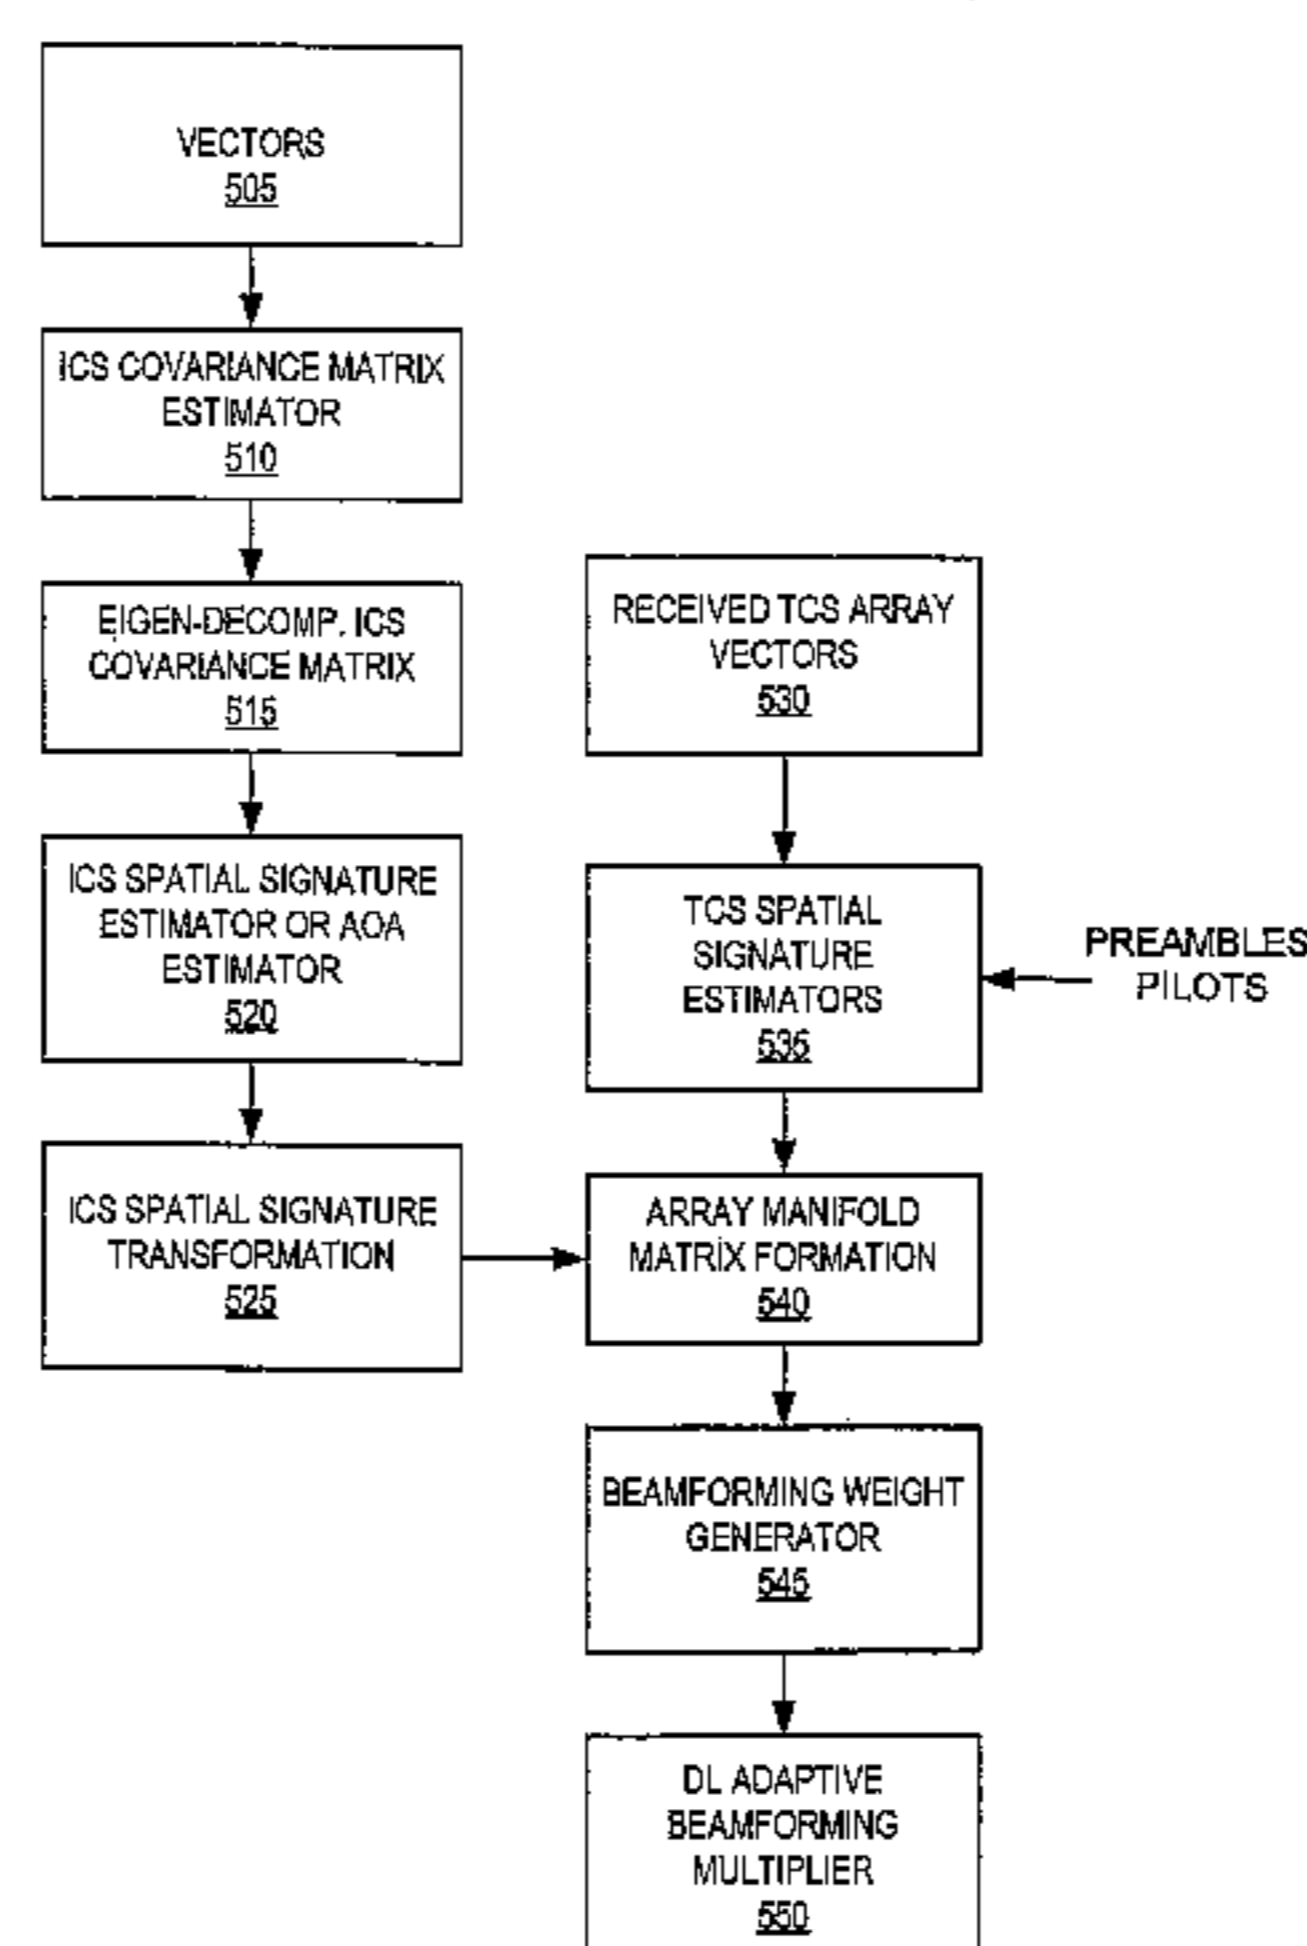 VECTORS
505
ICS COVARIANCE MATRIX
ESTIMATOR
510
EIGEN-DECOMP. ICS
COVARIANCE MATRIX
515
ICS SPATIAL SIGNATURE
ESTIMATOR OR AOA
ESTIMATOR
520
ICS SPATIAL SIGNATURE
TRANSFORMATION
525
RECEIVED TCS ARRAY
VECTORS
530
TCS SPATIAL
SIGNATURE
ESTIMATORS
535
PREAMBLES
PILOTS
ARRAY MANIFOLD
MATRIX FORMATION
540
BEAMFORMING WEIGHT
GENERATOR
545
DL ADAPTIVE
BEAMFORMING
MULTIPLIER
550